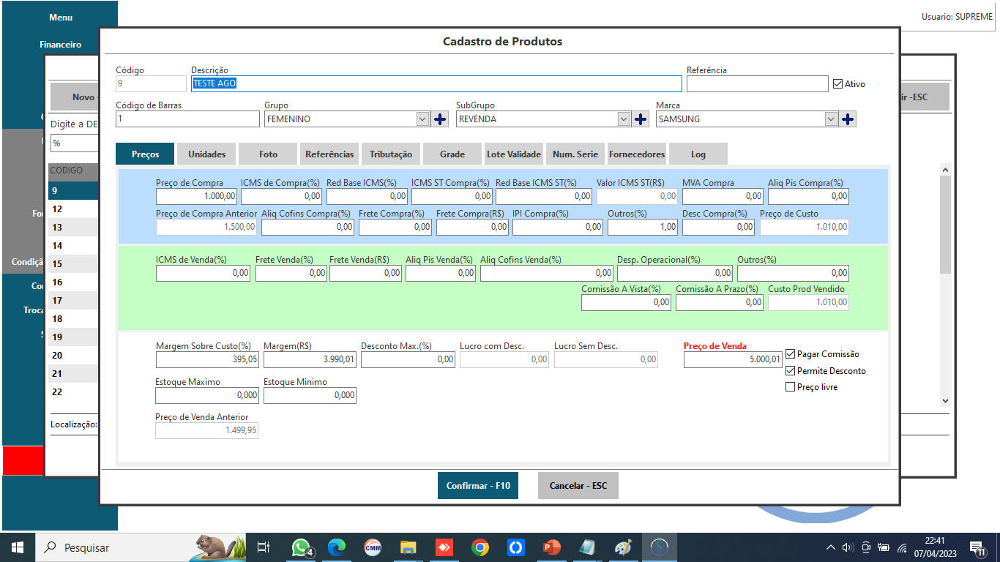 Menu
Usuario: SUPREME
Financeiro
Cadastro de Produtos
Código Descrição Referência
9 TESTE AGO Ativo
Novo - ir -ESC
Código de Barras Grupo SubGrupo Marca
1 FEMENINO REVENDA SAMSUNG
Digite a DE
%
Preços Unidades Foto Referências Tributação Grade Lote Validade Num. Serie Fornecedores Log
CODIGO
Preço de Compra ICMS de Compra(%) Red Base ICMS(%) ICMS ST Compra(%) Red Base ICMS ST(%) Valor ICMS ST(R$) MVA Compra Aliq Pis Compra(%)
1.000,00 0,00 0,00 0,00 0,00 0,00 0,00 0,00
9
12
13
14
15
16
17
18
19
20
21
22
Preço de Compra Anterior Aliq Cofins Compra(%) Frete Compra(%) Frete Compra(R$) IPI Compra(%) Outros(%) Desc Compra(%) Preço de Custo
1.500,00 0,00 0,00 0,00 0,00 1,00 0,00 1.010,00
For
Condiçã
Co
Troca
ICMS de Venda(%) Frete Venda(%) Frete Venda(R$) Aliq Pis Venda(%) Aliq Cofins Venda(%) Desp. Operacional(%) Outros(%)
0,00 0,00 0,00 0,00 0,00 0,00 0,00
Comissão A Vista(%) Comissão A Prazo(%) Custo Prod Vendido
0,00 0,00 1.010,00
Margem Sobre Custo(%) Margem(R$) Desconto Max.(%) Lucro com Desc. Lucro Sem Desc. Preço de Venda
395,05 3.990,01 0,00 0,00 0,00 5.000,01
Pagar Comissão
Permite Desconto
Preço livre
Estoque Maximo Estoque Minimo
0,000 0,000
Preço de Venda Anterior
1.499,95
Localização:
Confirmar - F10 Cancelar - ESC
Pesquisar
4
CMM
22:41
07/04/2023
11